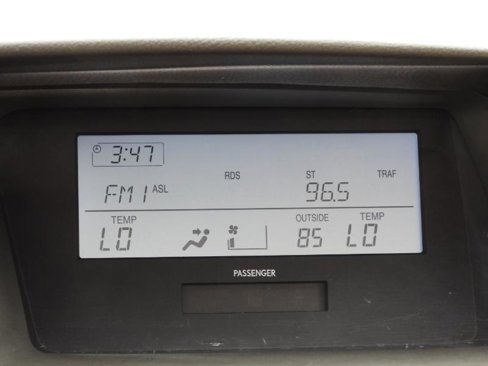 3:47
RDS ST TRAF
FM1 ASL 96.5
TEMP OUTSIDE TEMP
LO 85 LO
PASSENGER